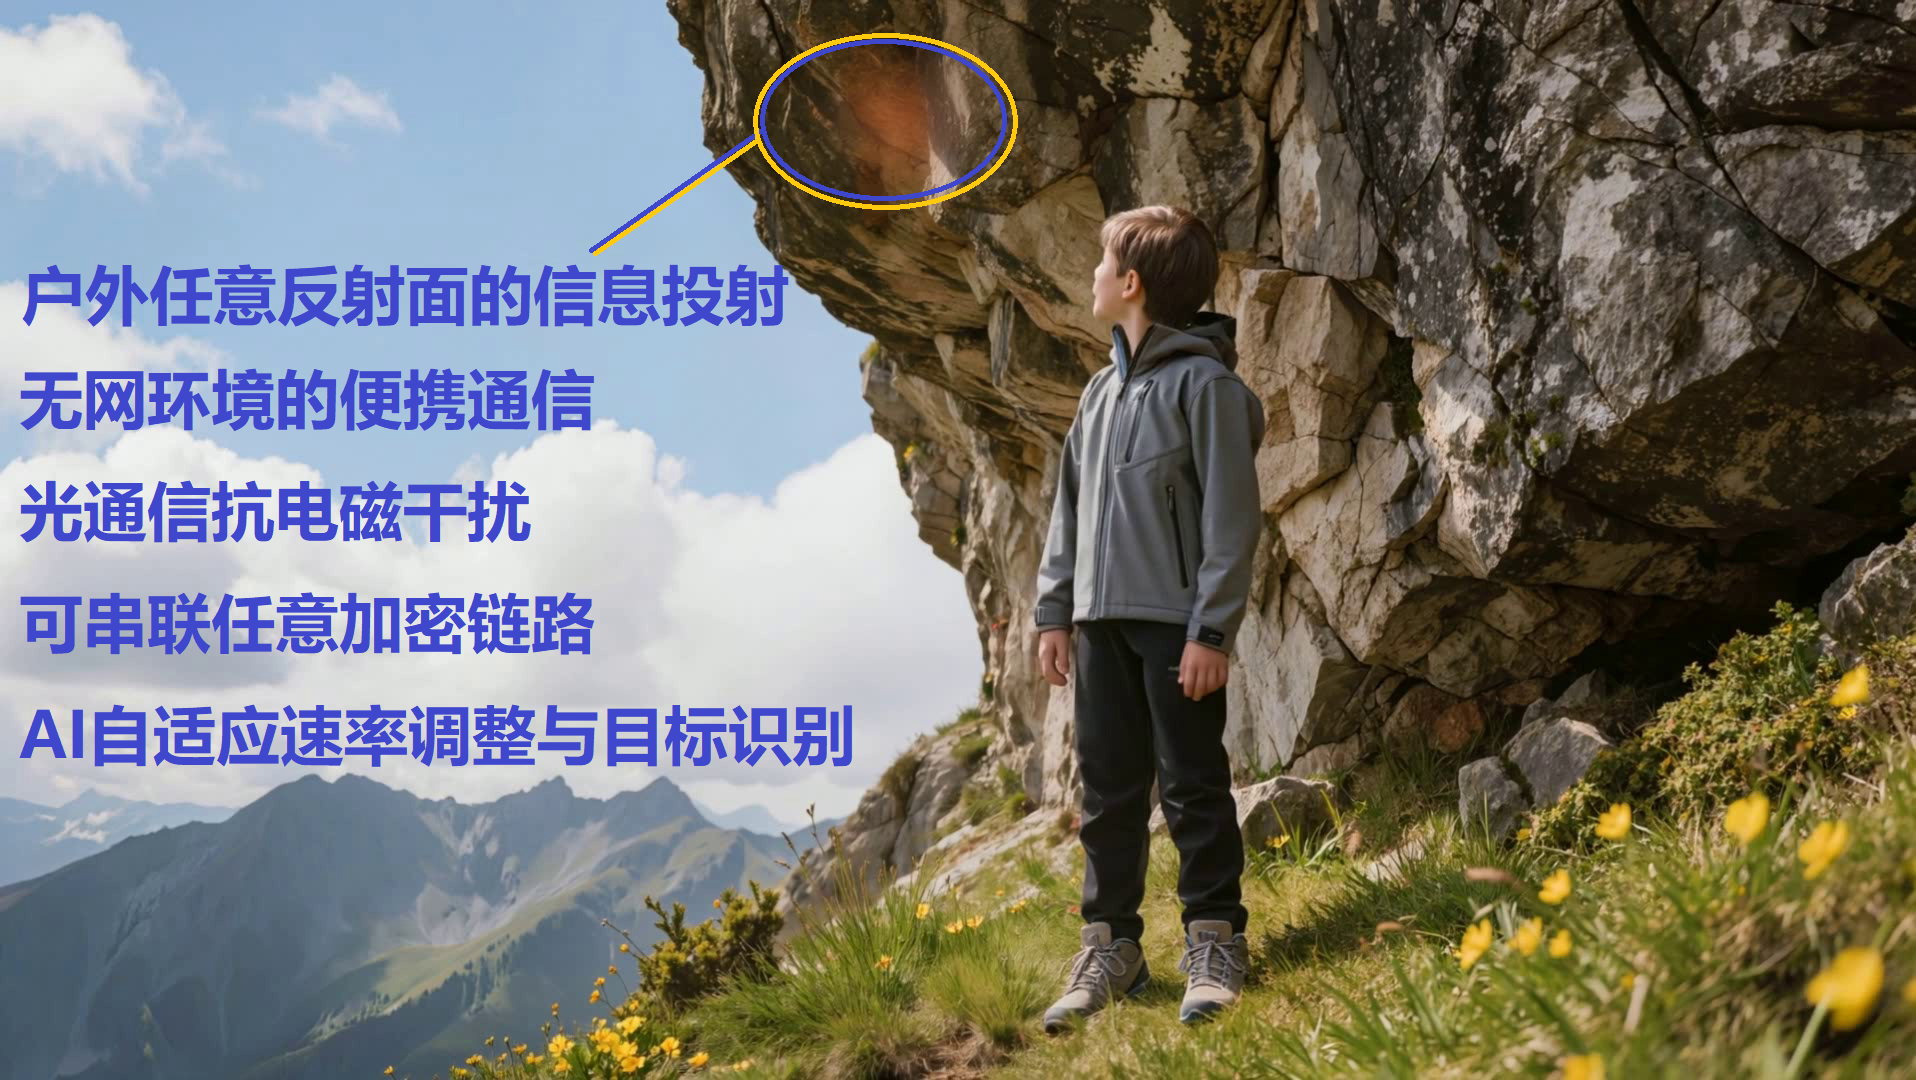 户外任意反射面的信息投射
无网环境的便携通信
光通信抗电磁干扰
可串联任意加密链路
AI自适应速率调整与目标识别